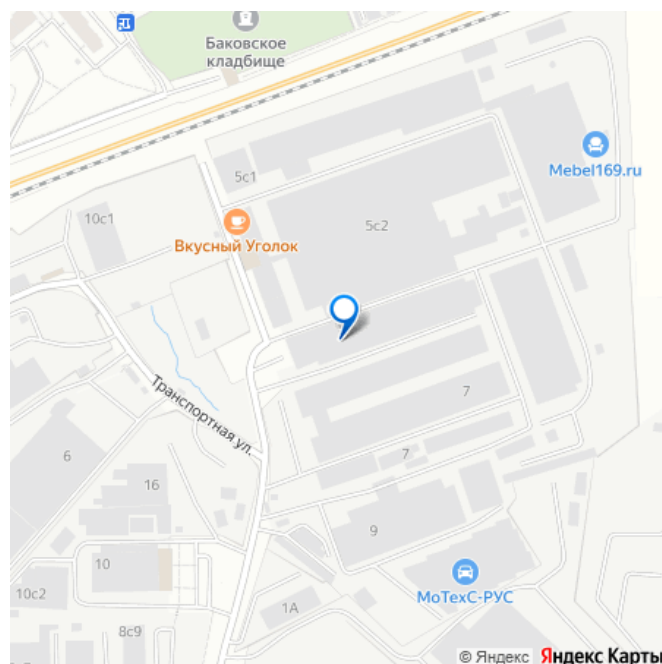 Баковское
кладбище
Mebel169.ru
5с1
10с1
5с2
Вкусный Уголок
Транспортная ул.
7
6
7
16
9
10
МоТехС-РУС
10с2
1А
8с9
© Яндекс Яндекс Карты